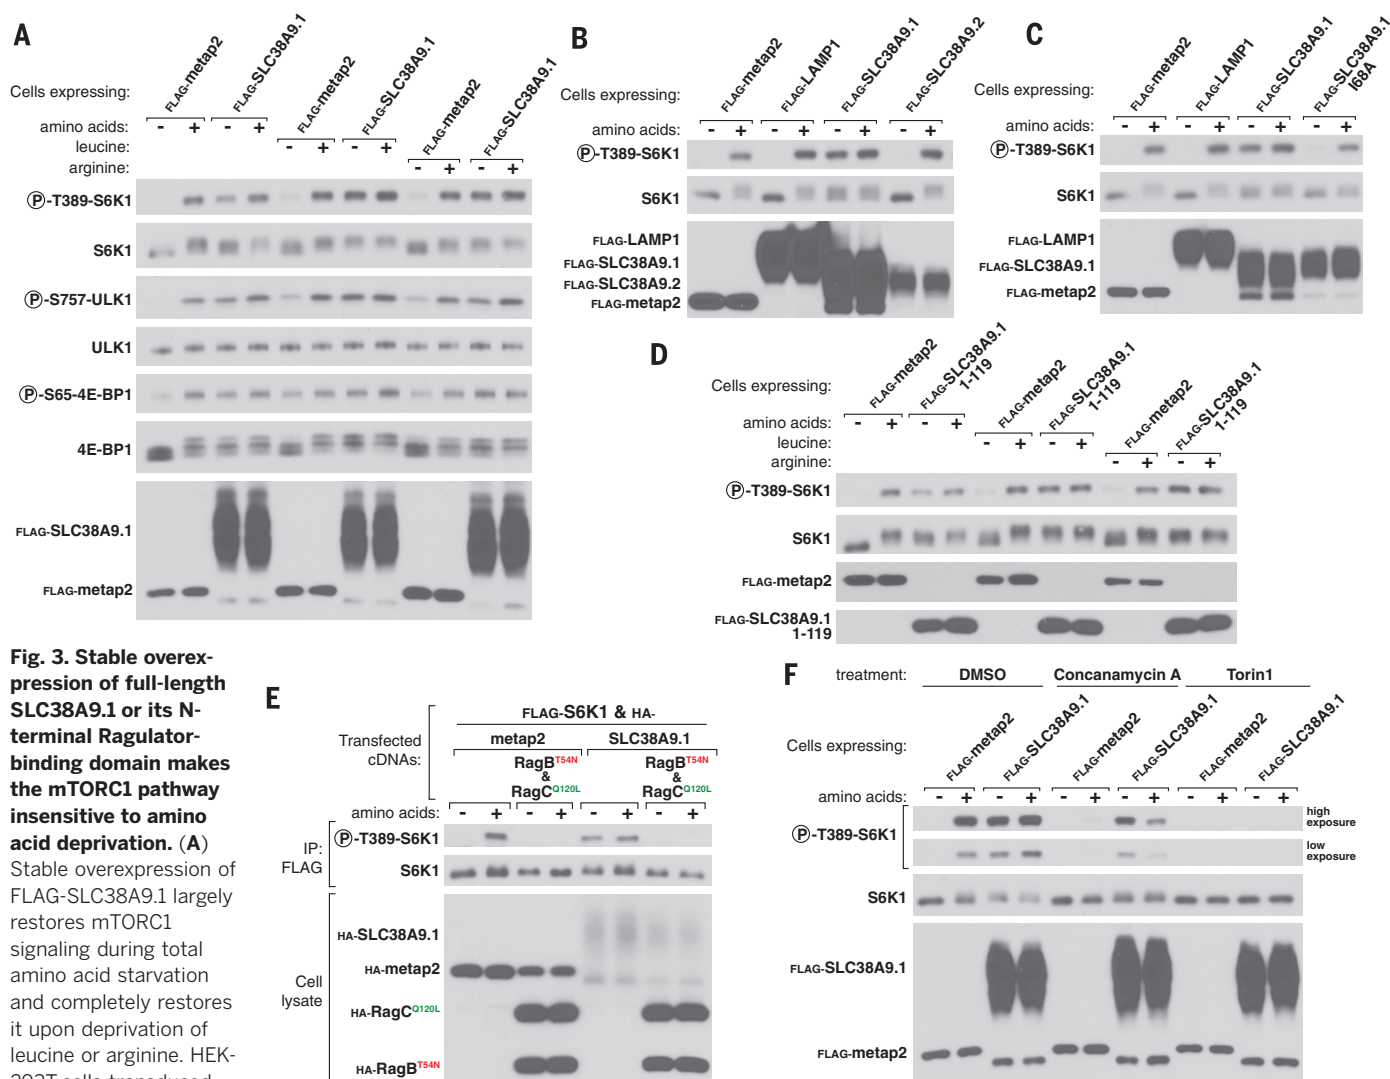 A
Cells expressing:
FLAG-metap2
FLAG-SLC38A9.1
FLAG-metap2
FLAG-SLC38A9.1
FLAG-metap2
FLAG-SLC38A9.1
amino acids: - + - +
leucine: - + - +
arginine: - + - +
P-T389-S6K1
S6K1
P-S757-ULK1
ULK1
P-S65-4E-BP1
4E-BP1
FLAG-SLC38A9.1
FLAG-metap2
B
Cells expressing:
FLAG-metap2
FLAG-LAMP1
FLAG-SLC38A9.1
FLAG-SLC38A9.2
amino acids: - + - + - + - +
P-T389-S6K1
S6K1
FLAG-LAMP1
FLAG-SLC38A9.1
FLAG-SLC38A9.2
FLAG-metap2
C
Cells expressing:
FLAG-metap2
FLAG-LAMP1
FLAG-SLC38A9.1
FLAG-SLC38A9.1
I68A
amino acids: - + - + - + - +
P-T389-S6K1
S6K1
FLAG-LAMP1
FLAG-SLC38A9.1
FLAG-metap2
D
Cells expressing:
FLAG-metap2
FLAG-SLC38A9.1
1-119
FLAG-metap2
FLAG-SLC38A9.1
1-119
FLAG-metap2
FLAG-SLC38A9.1
1-119
amino acids: - + - +
leucine: - + - +
arginine: - + - +
P-T389-S6K1
S6K1
FLAG-metap2
FLAG-SLC38A9.1
1-119
Fig. 3. Stable overex-
pression of full-length
SLC38A9.1 or its N-
terminal Ragulator-
binding domain makes
the mTORC1 pathway
insensitive to amino
acid deprivation. (A)
Stable overexpression of
FLAG-SLC38A9.1 largely
restores mTORC1
signaling during total
amino acid starvation
and completely restores
it upon deprivation of
leucine or arginine. HEK-
293T cells transduced
E
Transfected
cDNAs:
FLAG-S6K1 & HA-
metap2 SLC38A9.1
RagBT54N
&
RagCQ120L
RagBT54N
&
RagCQ120L
amino acids: - + - + - + - +
IP:
FLAG
P-T389-S6K1
S6K1
Cell
lysate
HA-SLC38A9.1
HA-metap2
HA-RagCQ120L
HA-RagBT54N
F
treatment: DMSO Concanamycin A Torin1
Cells expressing:
FLAG-metap2
FLAG-SLC38A9.1
FLAG-metap2
FLAG-SLC38A9.1
FLAG-metap2
FLAG-SLC38A9.1
amino acids: - + - + - + - + - + - +
P-T389-S6K1
high
exposure
low
exposure
S6K1
FLAG-SLC38A9.1
FLAG-metap2